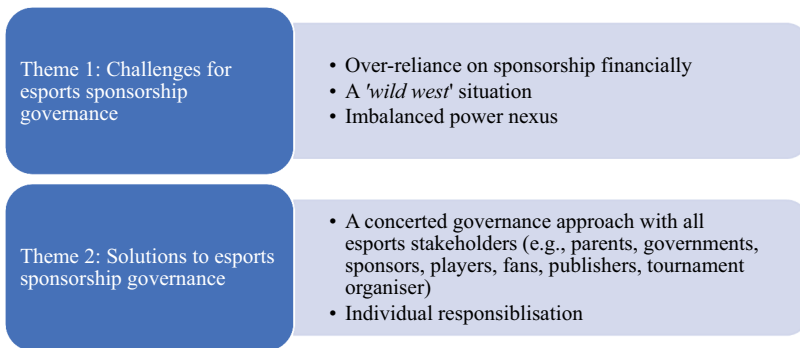 Theme 1: Challenges for
esports sponsorship
governance
• Over-reliance on sponsorship financially
• A 'wild west' situation
• Imbalanced power nexus
Theme 2: Solutions to esports
sponsorship governance
• A concerted governance approach with all
esports stakeholders (e.g., parents, governments,
sponsors, players, fans, publishers, tournament
organiser)
• Individual responsiblisation